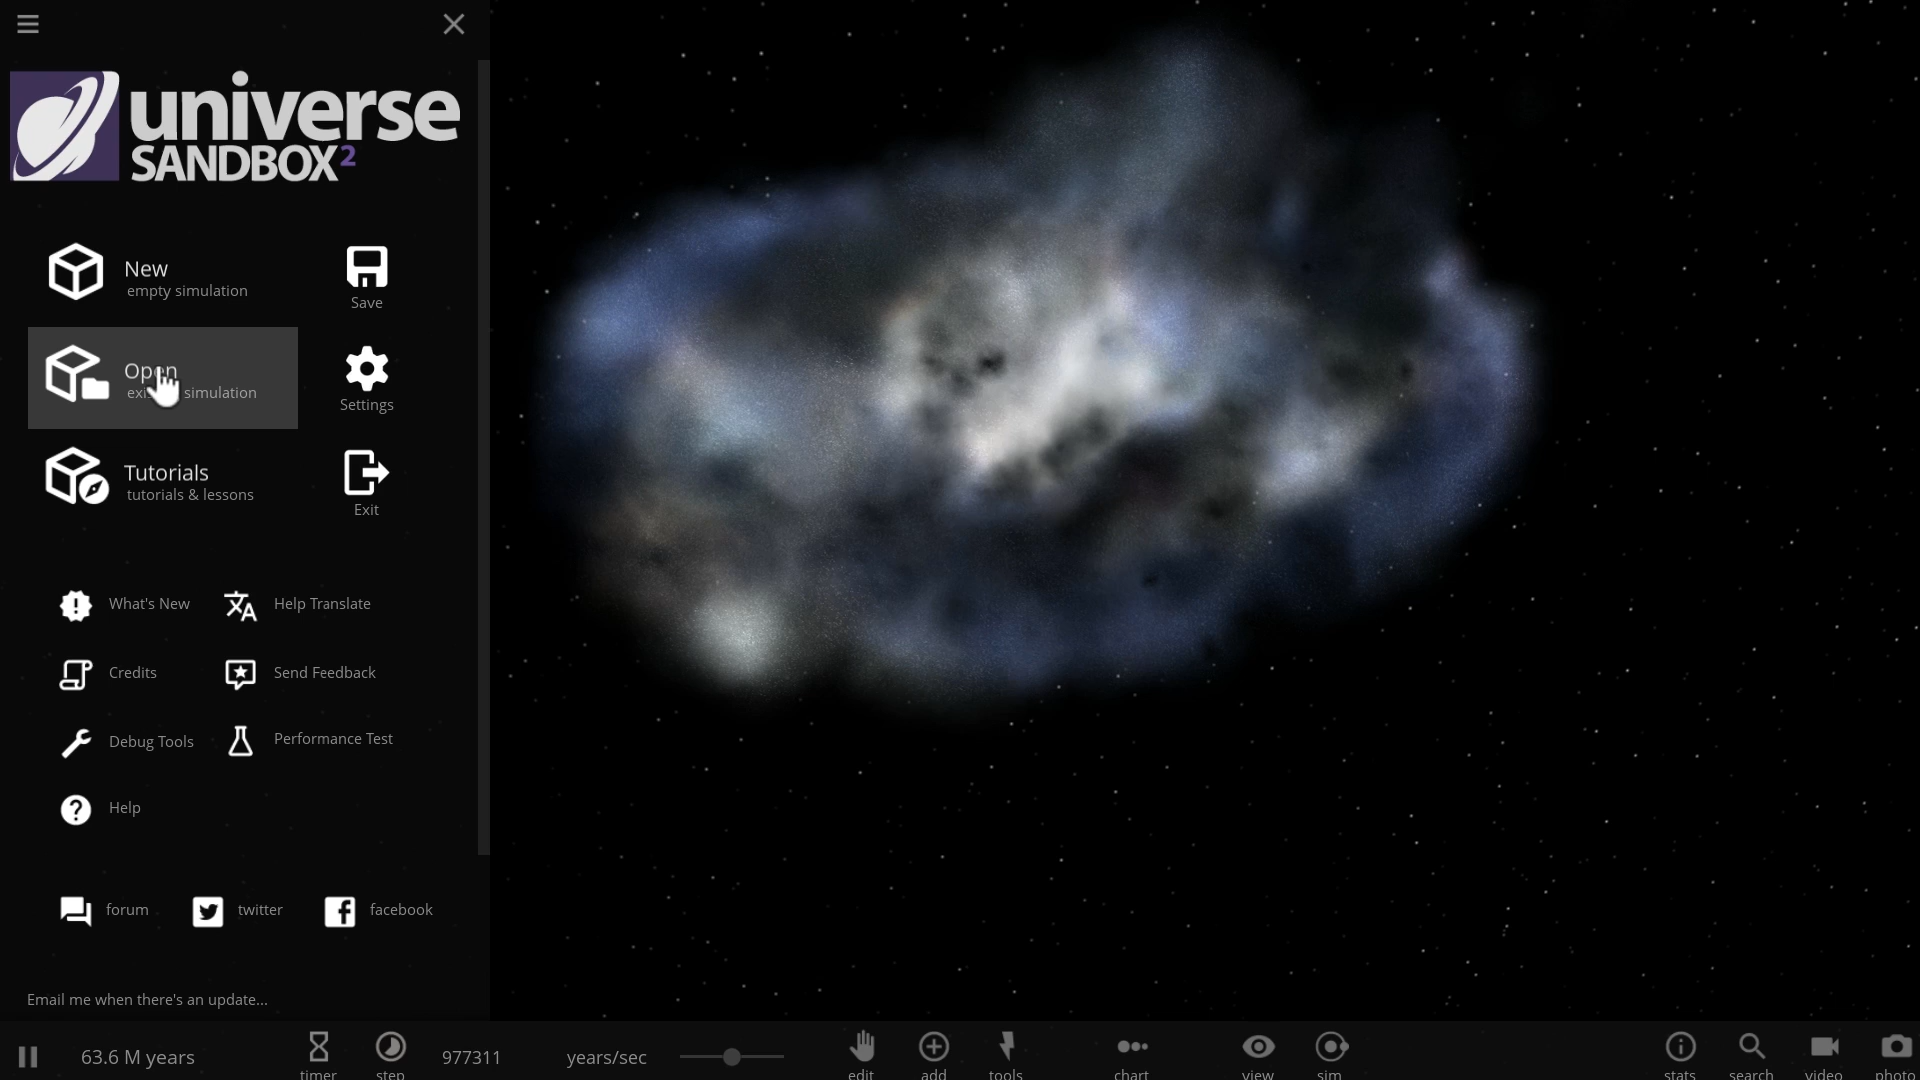 universe
SANDBOX 2
New
empty simulation
Save
Open
simulation
Settings
Tutorials
tutorials & lessons
Exit
What's New
Help Translate
Credits
Send Feedback
Debug Tools
Performance Test
Help
forum
twitter
facebook
Email me when there's an update...
63.6 M years
timer
step
977311
years/sec
edit
add
tools
chart
view
sim
stats
search
video
photo